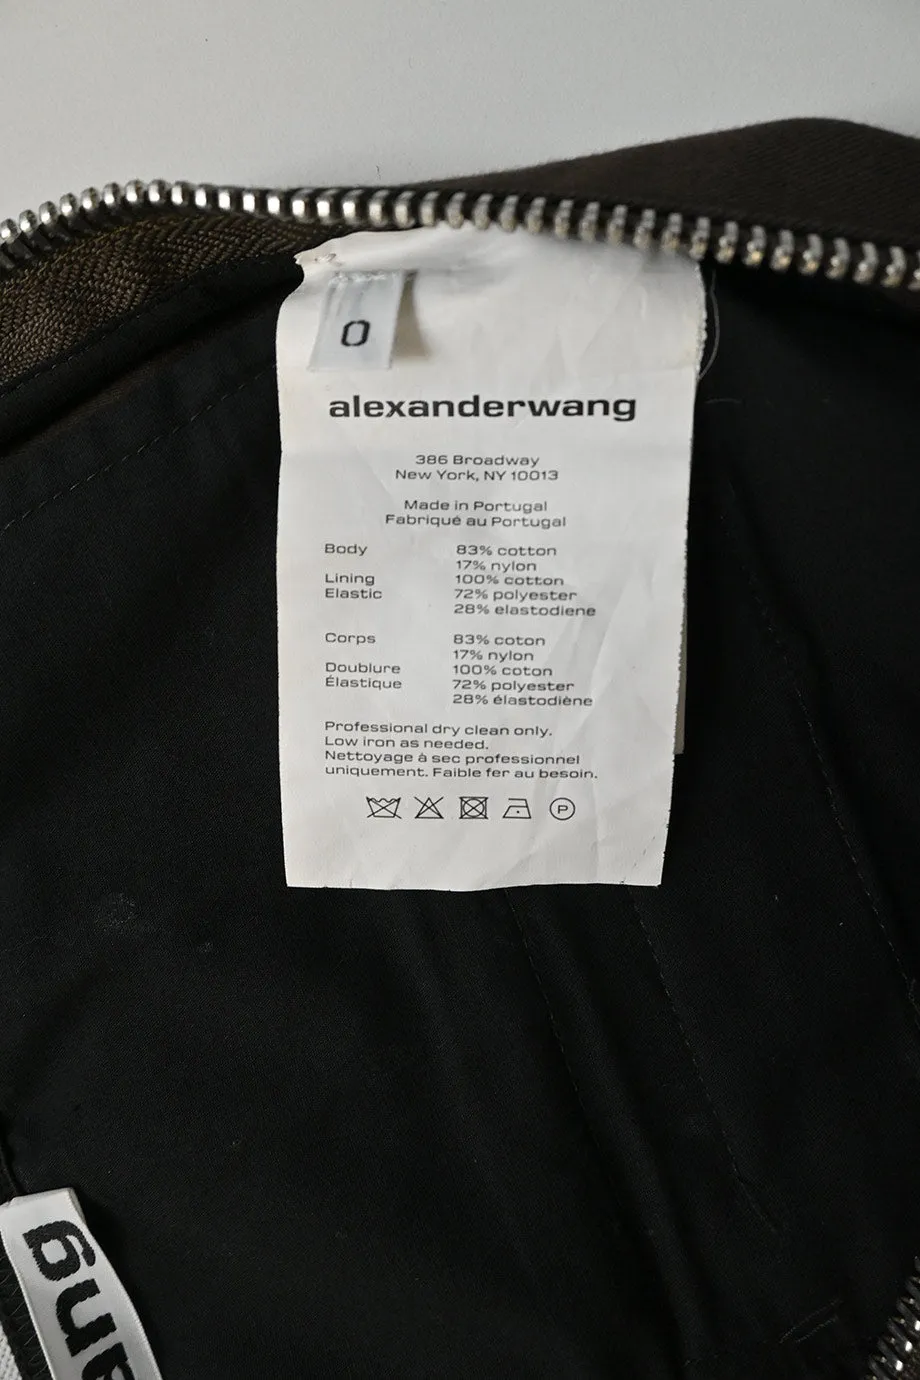 0
alexanderwang
386 Broadway
New York, NY 10013
Made in Portugal
Fabriqué au Portugal
Body 83% cotton
17% nylon
Lining 100% cotton
Elastic 72% polyester
28% elastodiene
Corps 83% coton
17% nylon
Doublure 100% coton
Élastique 72% polyester
28% élastodiène
Professional dry clean only.
Low iron as needed.
Nettoyage à sec professionnel
uniquement. Faible fer au besoin.
P
ang